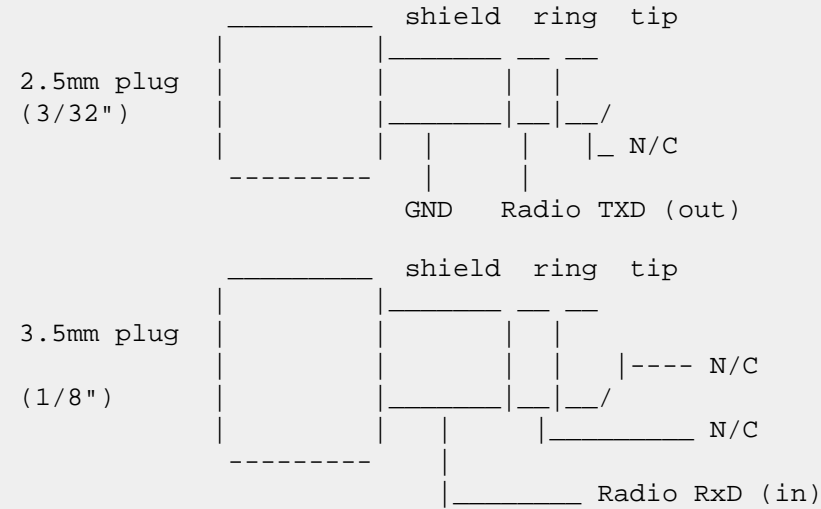 shield ring tip
2.5mm plug
(3/32")
N/C
GND Radio TXD (out)
shield ring tip
3.5mm plug
N/C
(1/8")
N/C
Radio RxD (in)